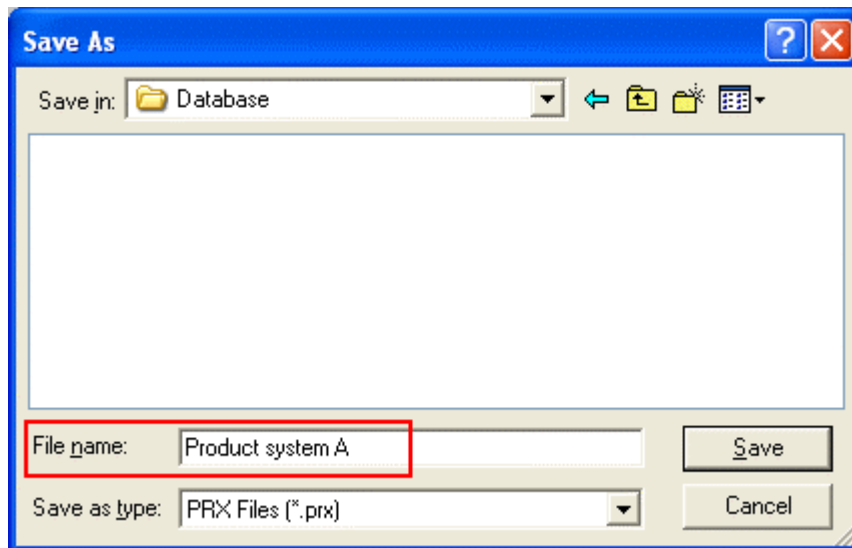 Save As
Save in: Database
File name: Product system A
Save
Save as type: PRX Files (*.prx)
Cancel